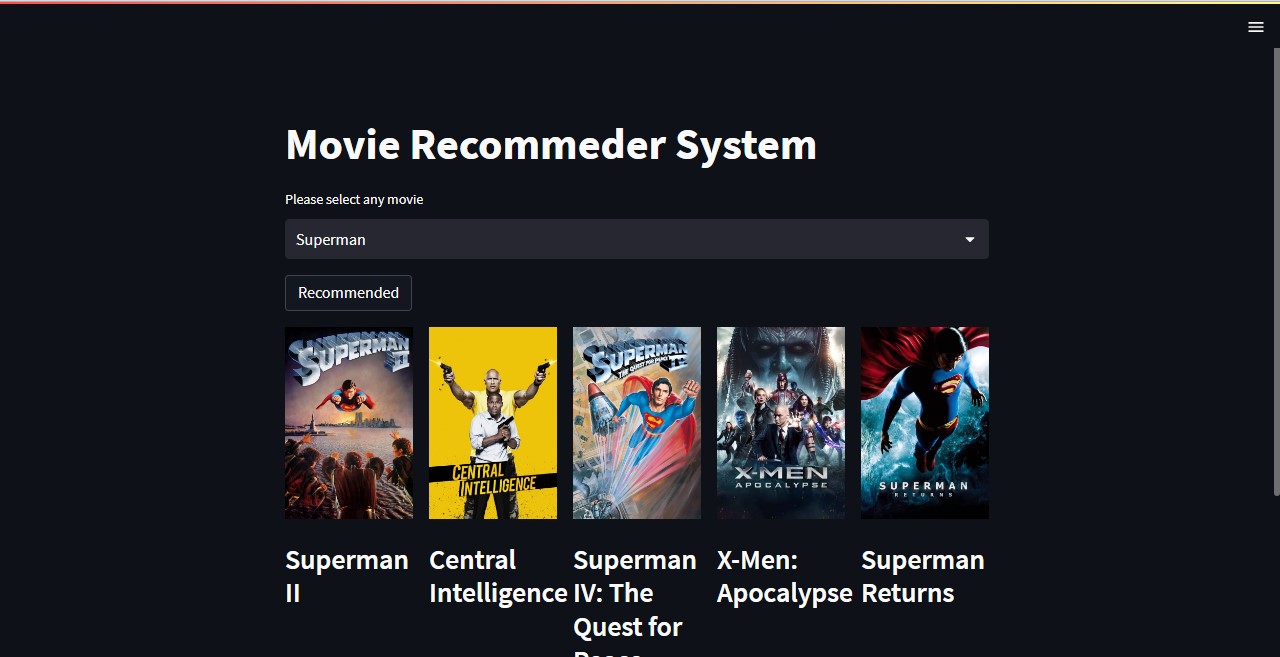 Movie Recommeder System
Please select any movie
Superman
Recommended
SUPERMAN II
CENTRAL
INTELLIGENCE
SUPERMAN IV
THE QUEST FOR PEACE
X-MEN
APOCALYPSE
SUPERMAN
RETURNS
Superman
II
Central
Intelligence
Superman
IV: The
Quest for
Peace
X-Men:
Apocalypse
Superman
Returns